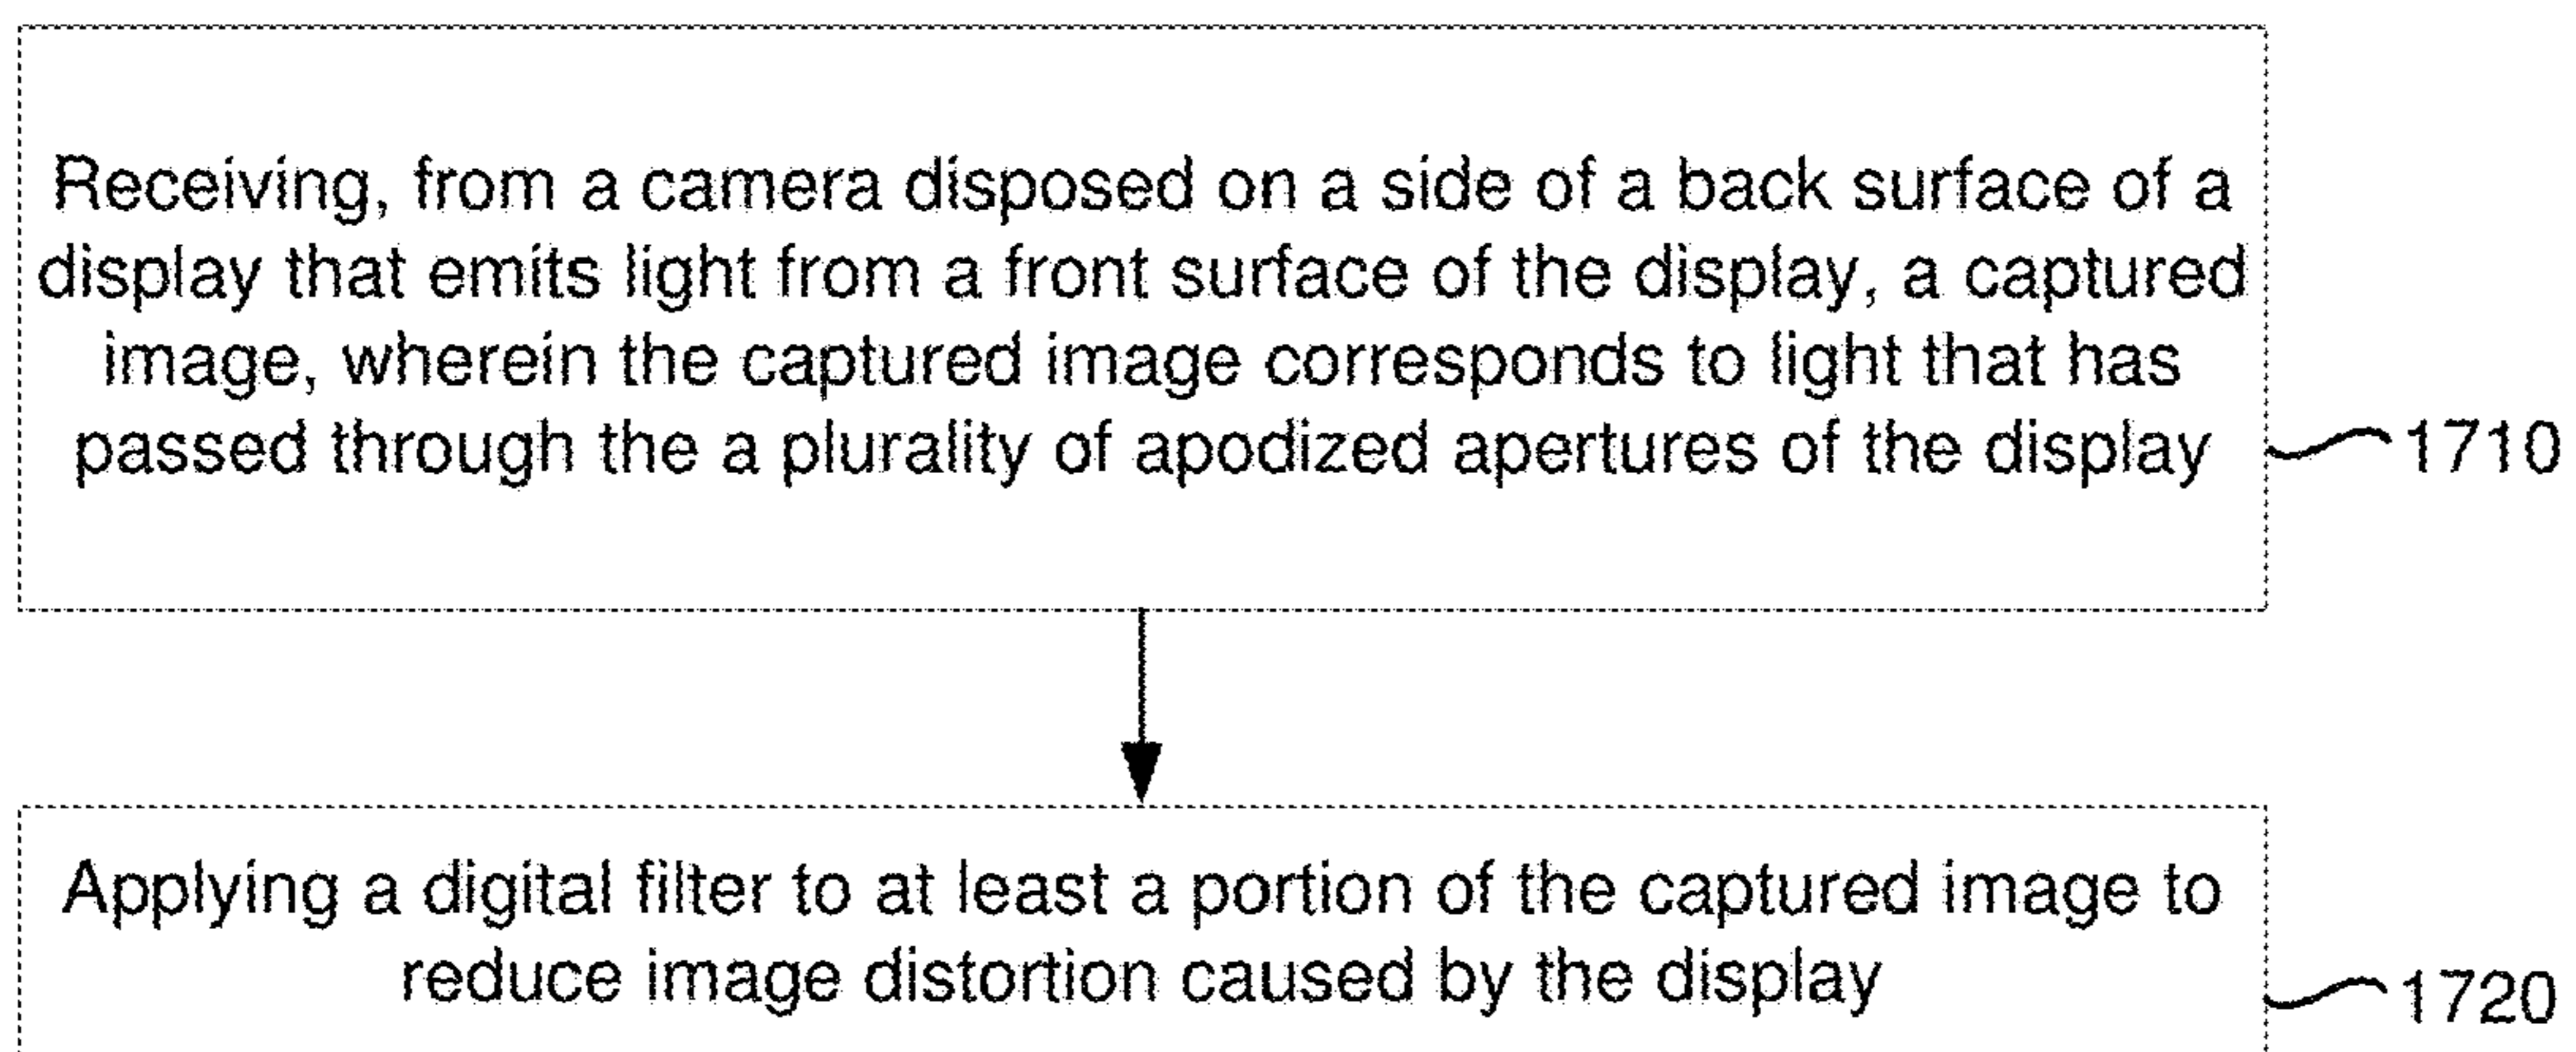 Receiving, from a camera disposed on a side of a back surface of a
display that emits light from a front surface of the display, a captured
image, wherein the captured image corresponds to light that has
passed through the a plurality of apodized apertures of the display
1710
Applying a digital filter to at least a portion of the captured image to
reduce image distortion caused by the display
1720